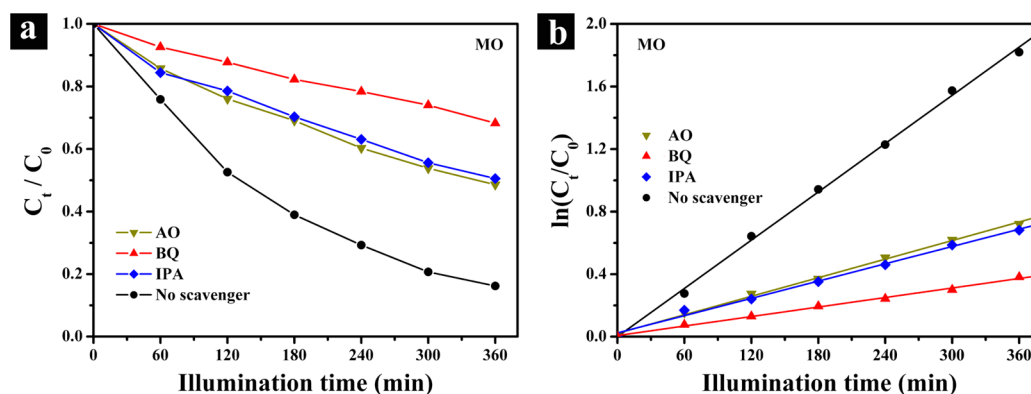 a
MO
1.0
0.8
0.6
0.4
0.2
0.0
C_t / C_0
AO
BQ
IPA
No scavenger
0 60 120 180 240 300 360
Illumination time (min)
b
MO
2.0
1.6
1.2
0.8
0.4
0.0
ln(C_t/C_0)
AO
BQ
IPA
No scavenger
0 60 120 180 240 300 360
Illumination time (min)